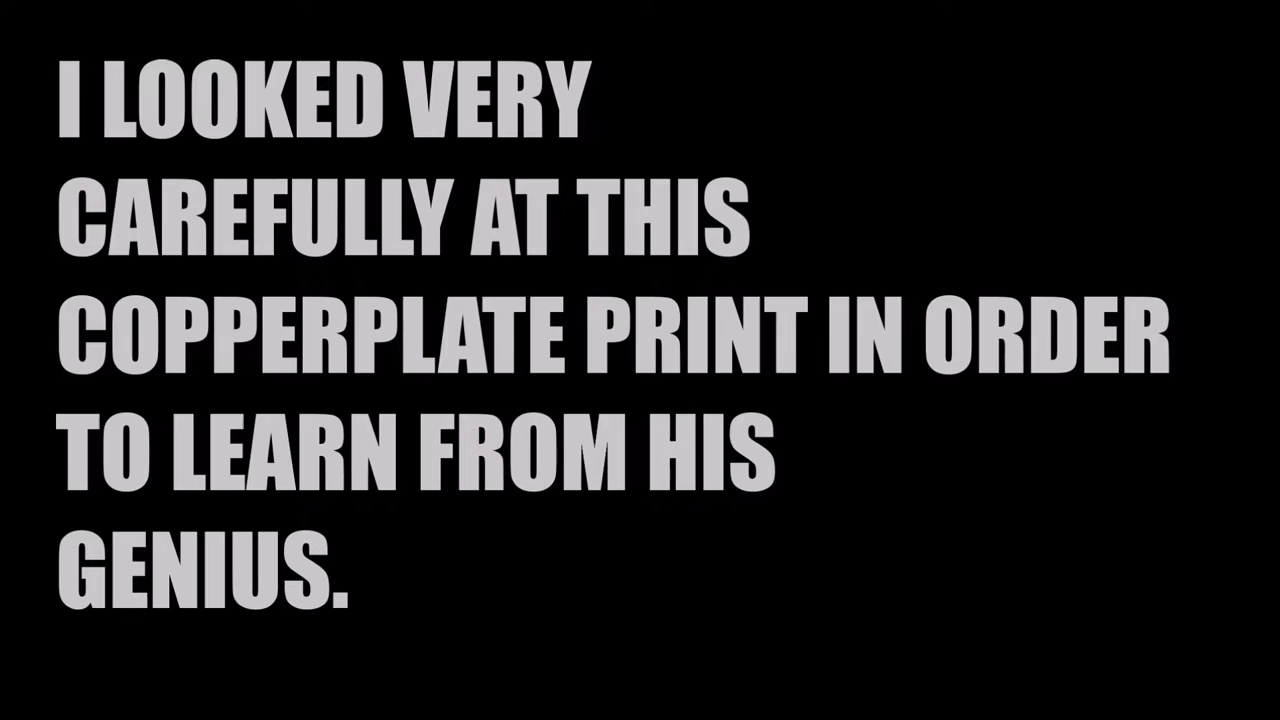 I LOOKED VERY
CAREFULLY AT THIS
COPPERPLATE PRINT IN ORDER
TO LEARN FROM HIS
GENIUS.